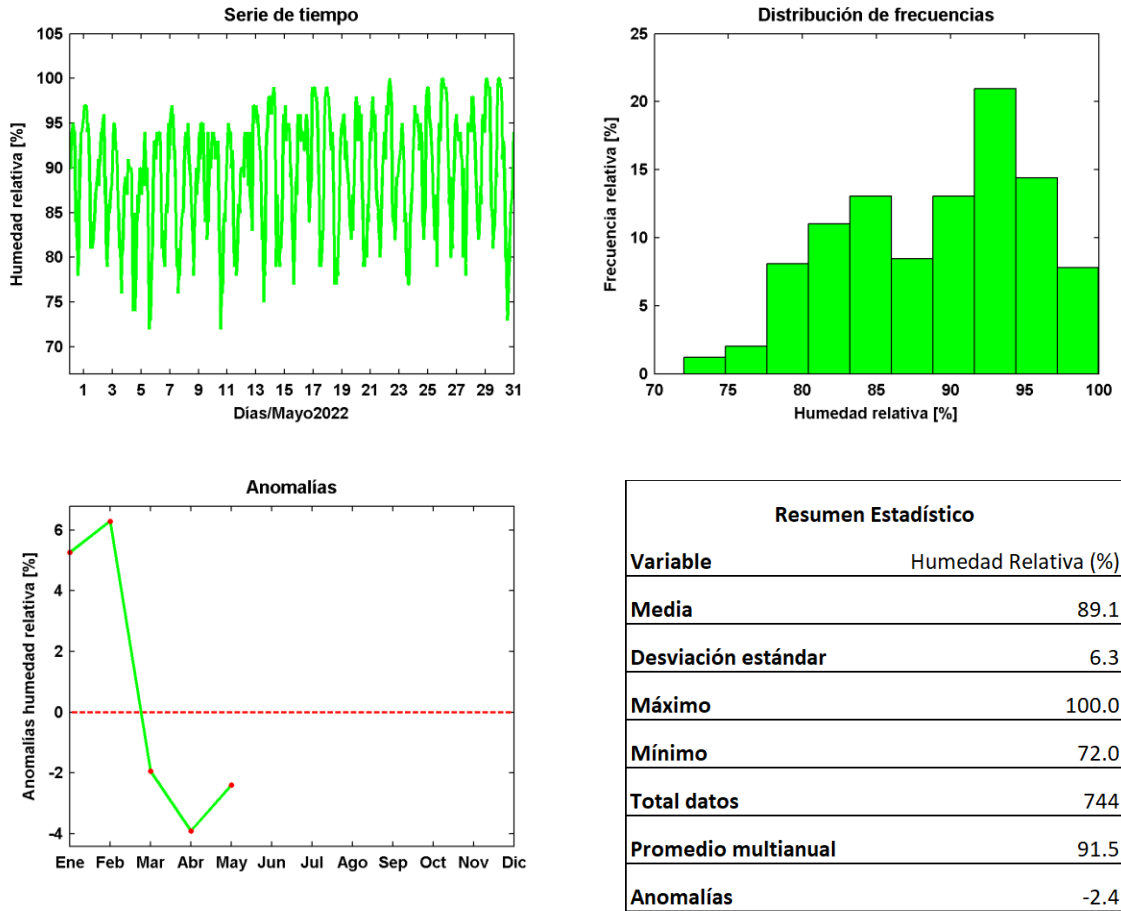 Serie de tiempo
105
100
95
90
85
80
75
70
Humedad relativa [%]
1 3 5 7 9 11 13 15 17 19 21 23 25 27 29 31
Días/Mayo2022
Distribución de frecuencias
25
20
15
10
5
0
Frecuencia relativa [%]
70 75 80 85 90 95 100
Humedad relativa [%]
Anomalías
6
4
2
0
-2
-4
Anomalías humedad relativa [%]
Ene Feb Mar Abr May Jun Jul Ago Sep Oct Nov Dic
Resumen Estadístico
Variable Humedad Relativa (%)
Media 89.1
Desviación estándar 6.3
Máximo 100.0
Mínimo 72.0
Total datos 744
Promedio multianual 91.5
Anomalías -2.4